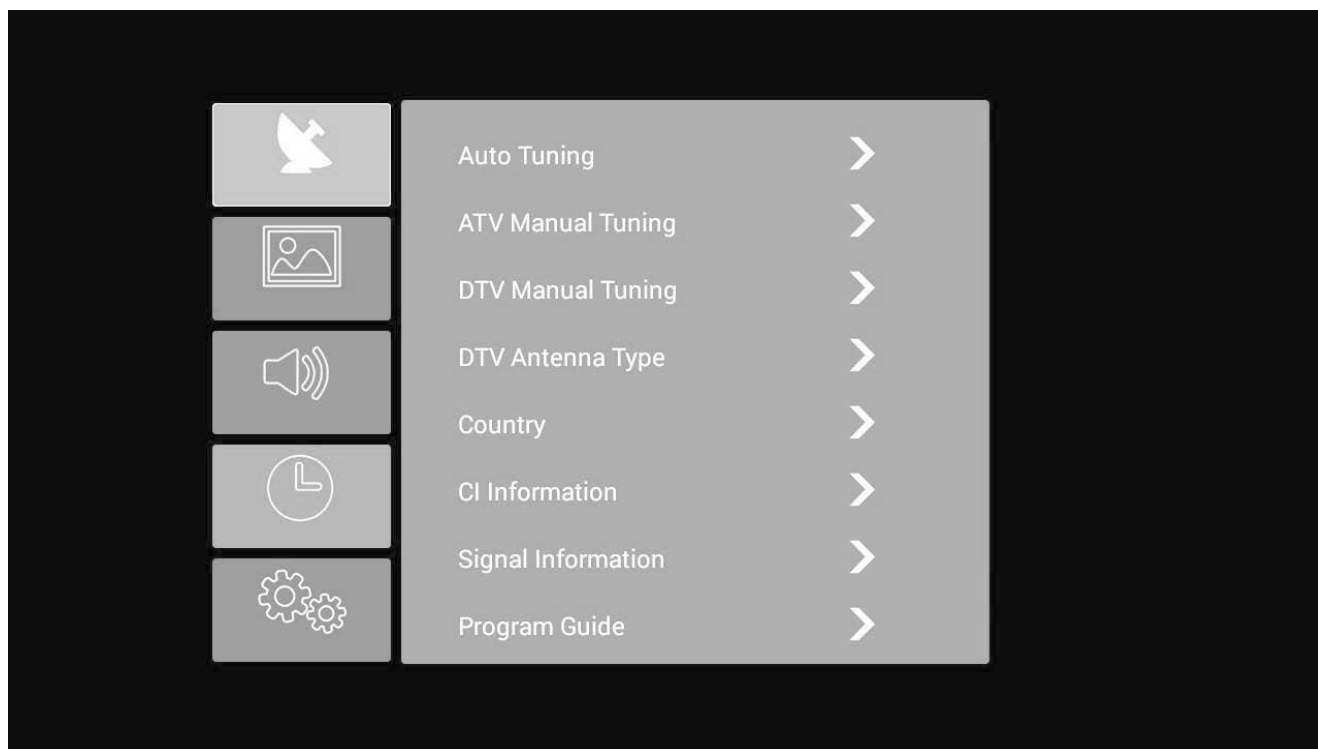 Auto Tuning
ATV Manual Tuning
DTV Manual Tuning
DTV Antenna Type
Country
CI Information
Signal Information
Program Guide